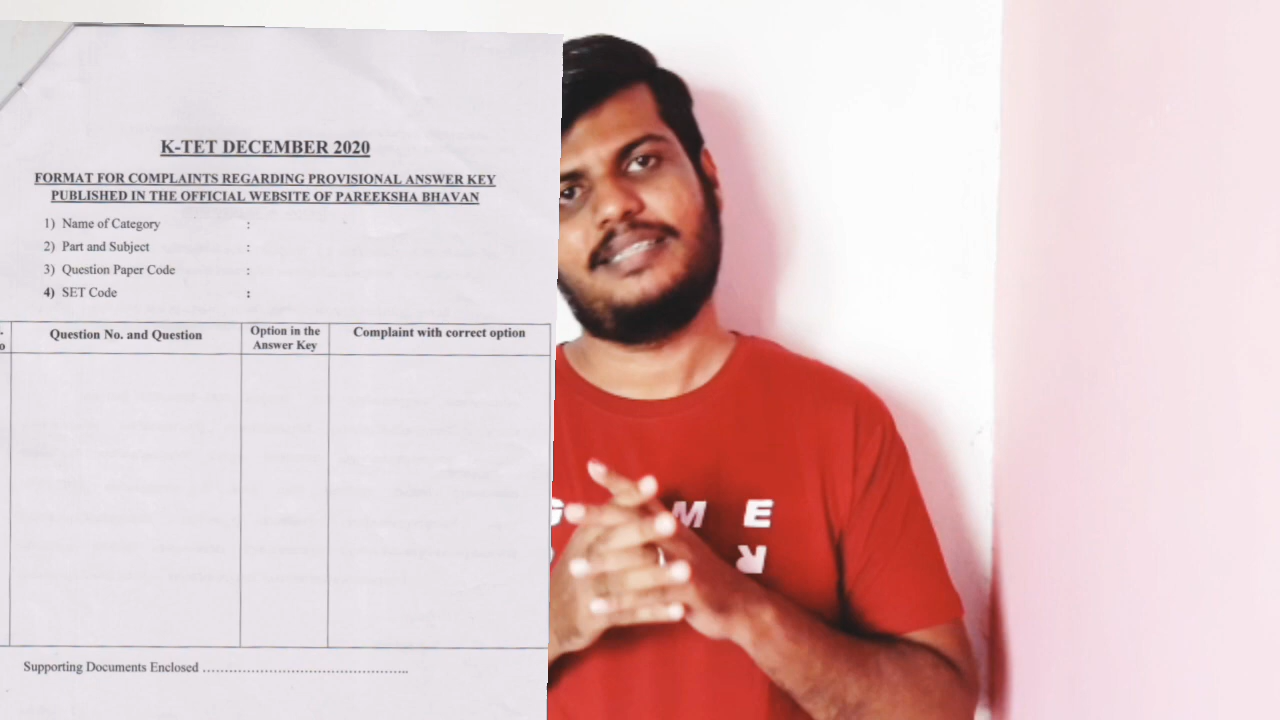 K-TET DECEMBER 2020
FORMAT FOR COMPLAINTS REGARDING PROVISIONAL ANSWER KEY
PUBLISHED IN THE OFFICIAL WEBSITE OF PAREEKSHA BHAVAN
1) Name of Category :
2) Part and Subject :
3) Question Paper Code :
4) SET Code :
Question No. and Question
Option in the
Answer Key
Complaint with correct option
Supporting Documents Enclosed ................................................
M E
R